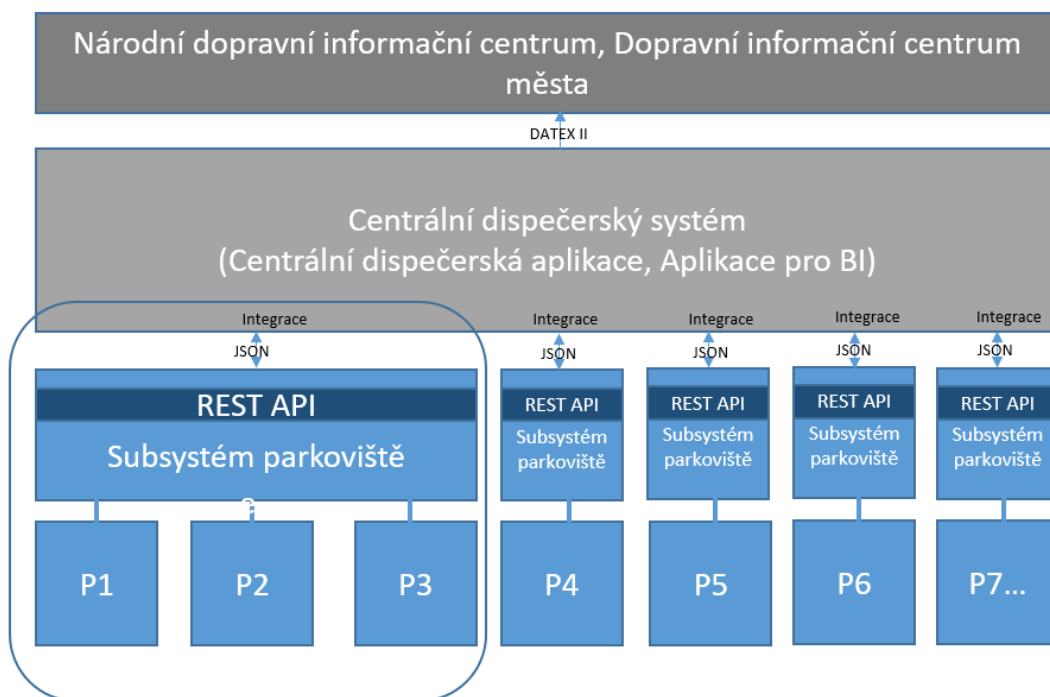 Národní dopravní informační centrum, Dopravní informační centrum
města
DATEX II
Centrální dispečerský systém
(Centrální dispečerská aplikace, Aplikace pro BI)
Integrace
Integrace
Integrace
Integrace
Integrace
JSON
JSON
JSON
JSON
JSON
REST API
REST API
REST API
REST API
REST API
Subsystém parkoviště
Subsystém
parkoviště
Subsystém
parkoviště
Subsystém
parkoviště
Subsystém
parkoviště
P1
P2
P3
P4
P5
P6
P7...